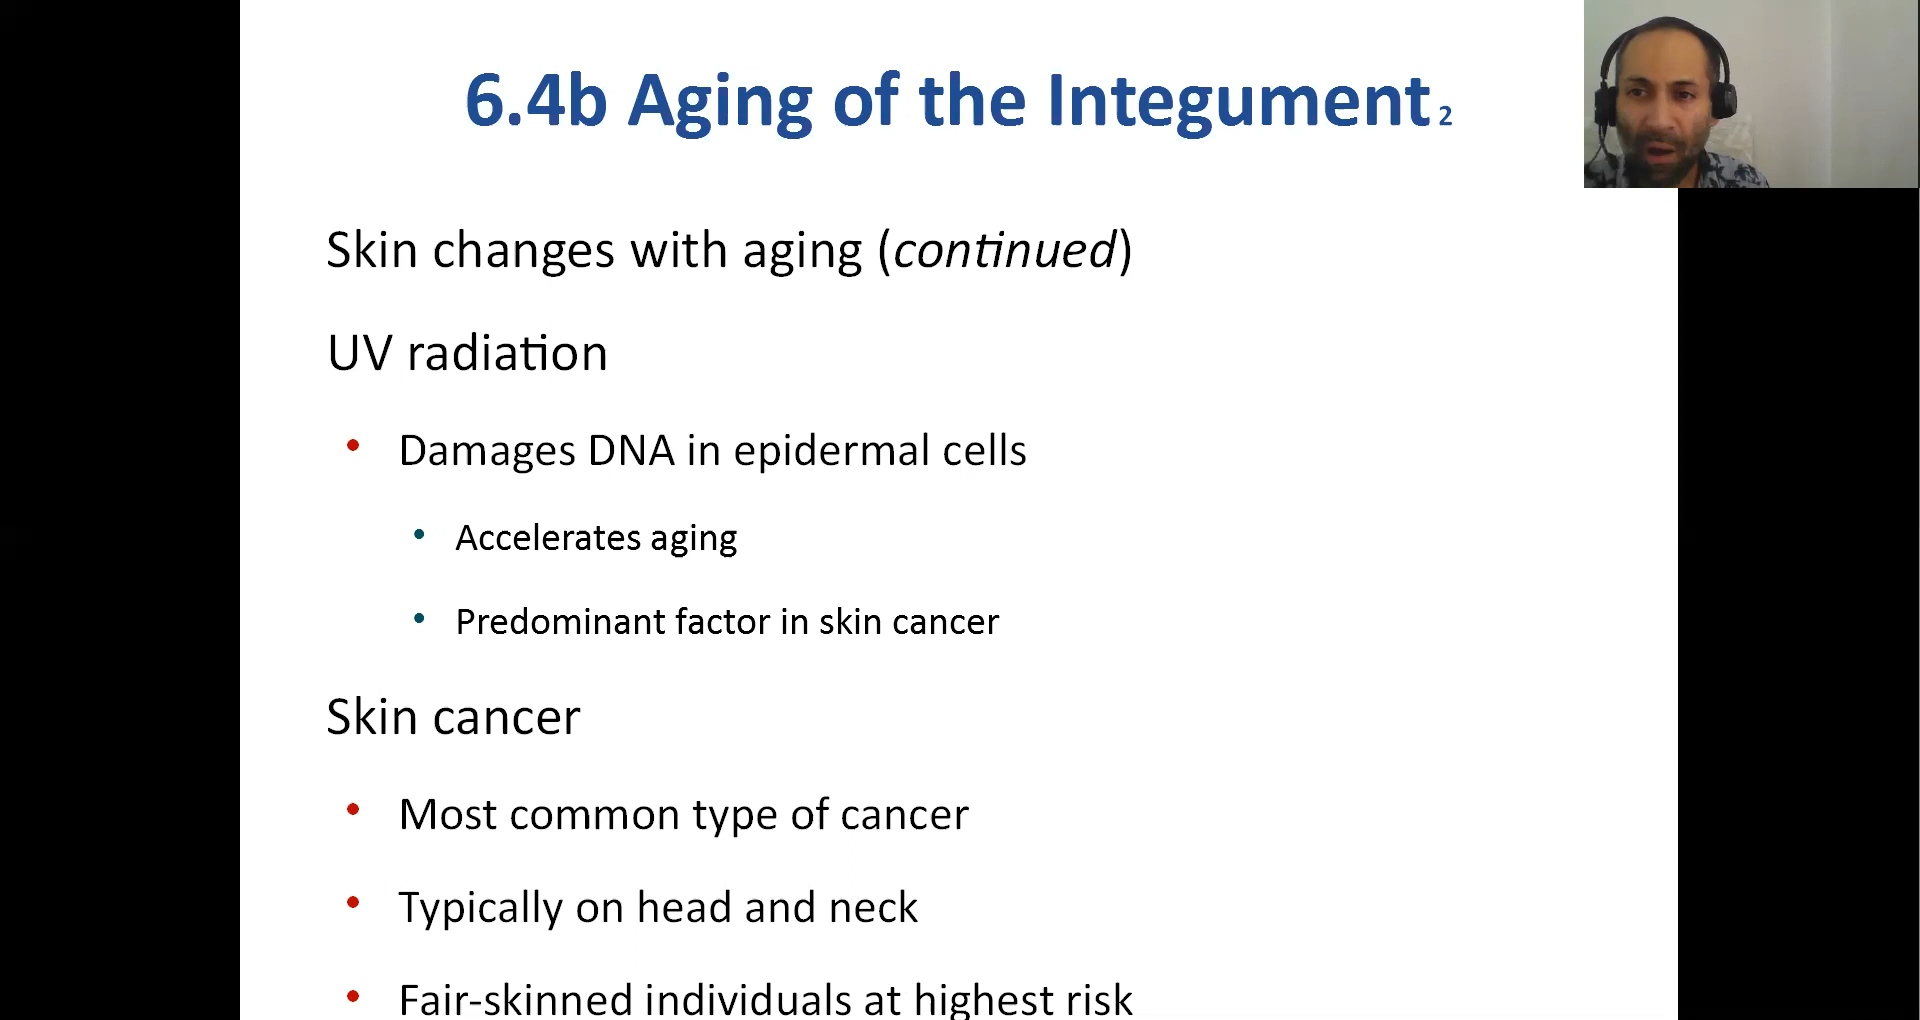 6.4b Aging of the Integument 2
Skin changes with aging (continued)
UV radiation
• Damages DNA in epidermal cells
• Accelerates aging
• Predominant factor in skin cancer
Skin cancer
• Most common type of cancer
• Typically on head and neck
• Fair-skinned individuals at highest risk